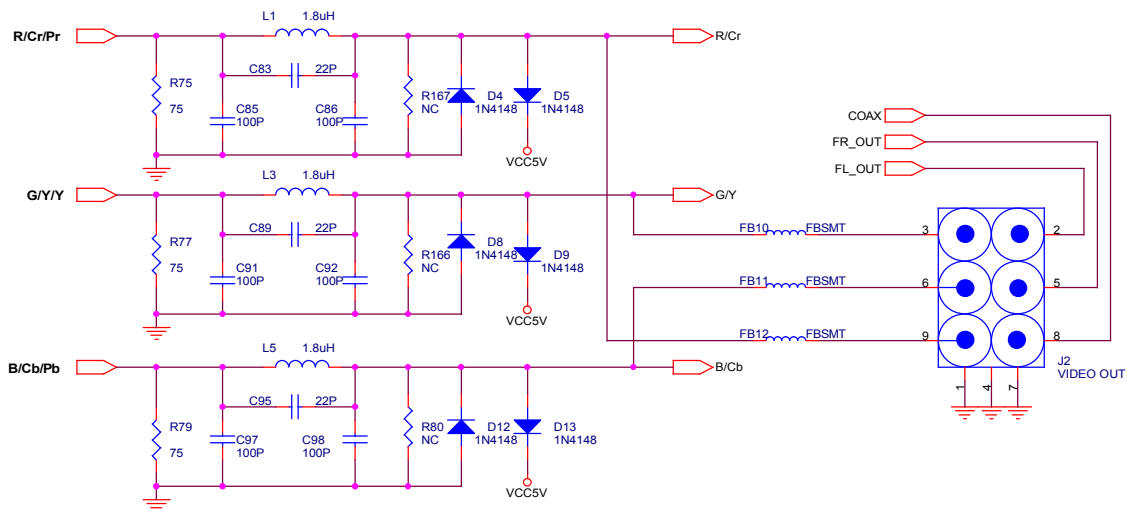 L1 1.8uH
R/Cr/Pr
R/Cr
C83 22P
R75
75
C85
100P
C86
100P
R167
NC
D4
1N4148
D5
1N4148
VCC5V
COAX
FR_OUT
FL_OUT
L3 1.8uH
G/Y/Y
G/Y
C89 22P
R77
75
C91
100P
C92
100P
R166
NC
D8
1N4148
D9
1N4148
VCC5V
FB10 FBSMT
FB11 FBSMT
FB12 FBSMT
3 2
6 5
9 8
J2
VIDEO OUT
1 4 7
L5 1.8uH
B/Cb/Pb
B/Cb
C95 22P
R79
75
C97
100P
C98
100P
R80
NC
D12
1N4148
D13
1N4148
VCC5V